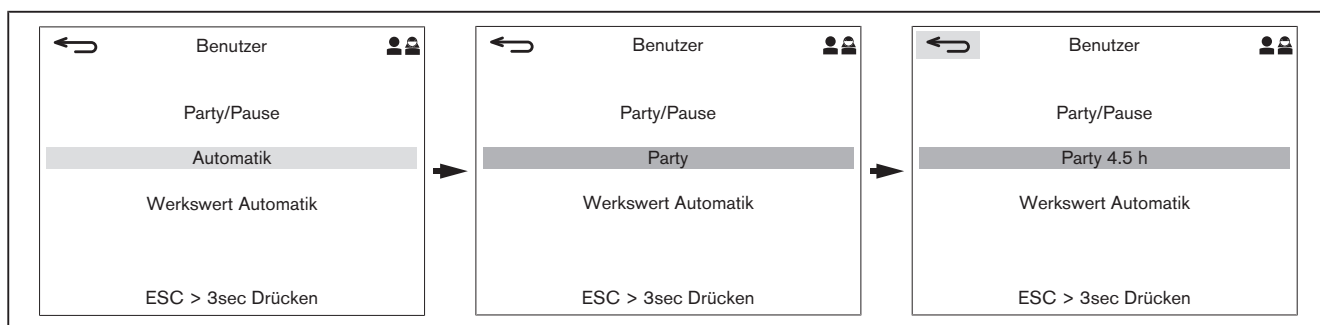 Benutzer
Party/Pause
Automatik
Werkswert Automatik
ESC > 3sec Drücken
Benutzer
Party/Pause
Party
Werkswert Automatik
ESC > 3sec Drücken
Benutzer
Party/Pause
Party 4.5 h
Werkswert Automatik
ESC > 3sec Drücken